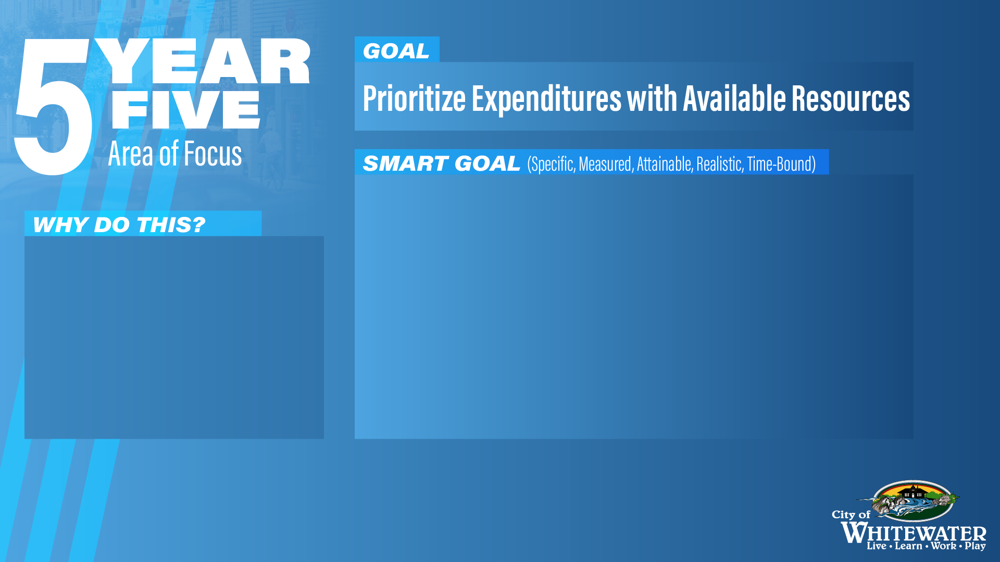 5 YEAR
FIVE
Area of Focus
WHY DO THIS?
GOAL
Prioritize Expenditures with Available Resources
SMART GOAL (Specific, Measured, Attainable, Realistic, Time-Bound)
City of
WHITEWATER
Live • Learn • Work • Play